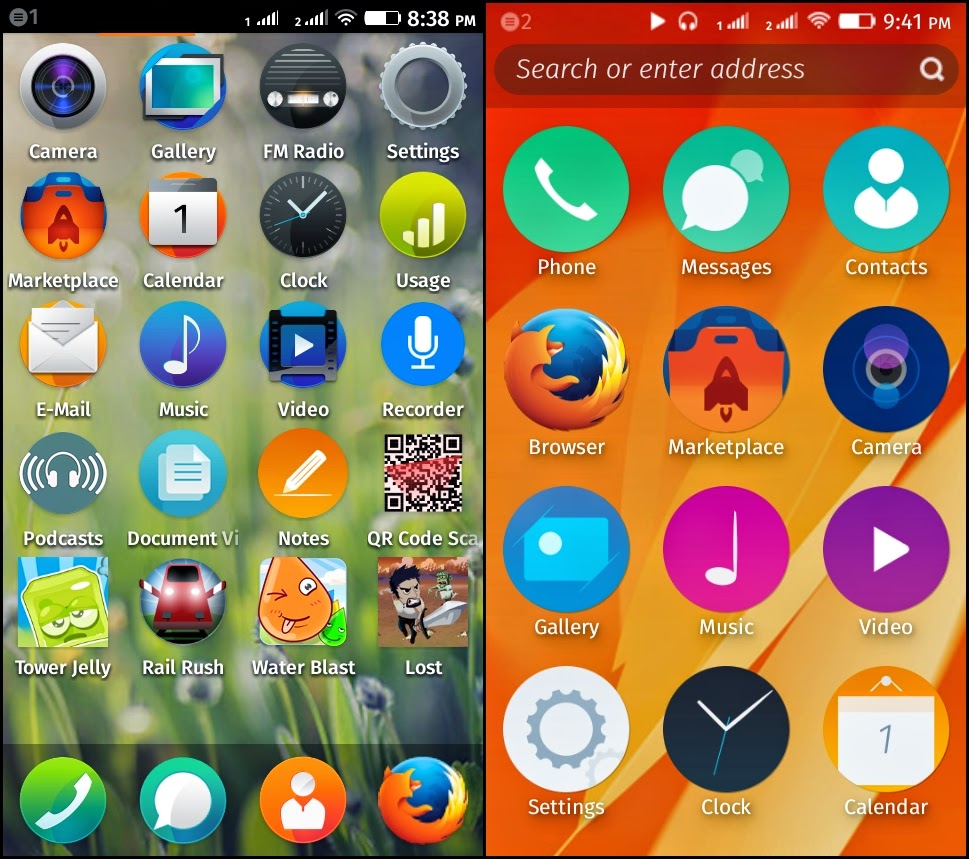 1 1 2 8:38 PM
Camera Gallery FM Radio Settings
1
Marketplace Calendar Clock Usage
E-Mail Music Video Recorder
Podcasts Document Vi Notes QR Code Sca
Tower Jelly Rail Rush Water Blast Lost
2 1 2 9:41 PM
Search or enter address
Phone Messages Contacts
Browser Marketplace Camera
Gallery Music Video
1
Settings Clock Calendar